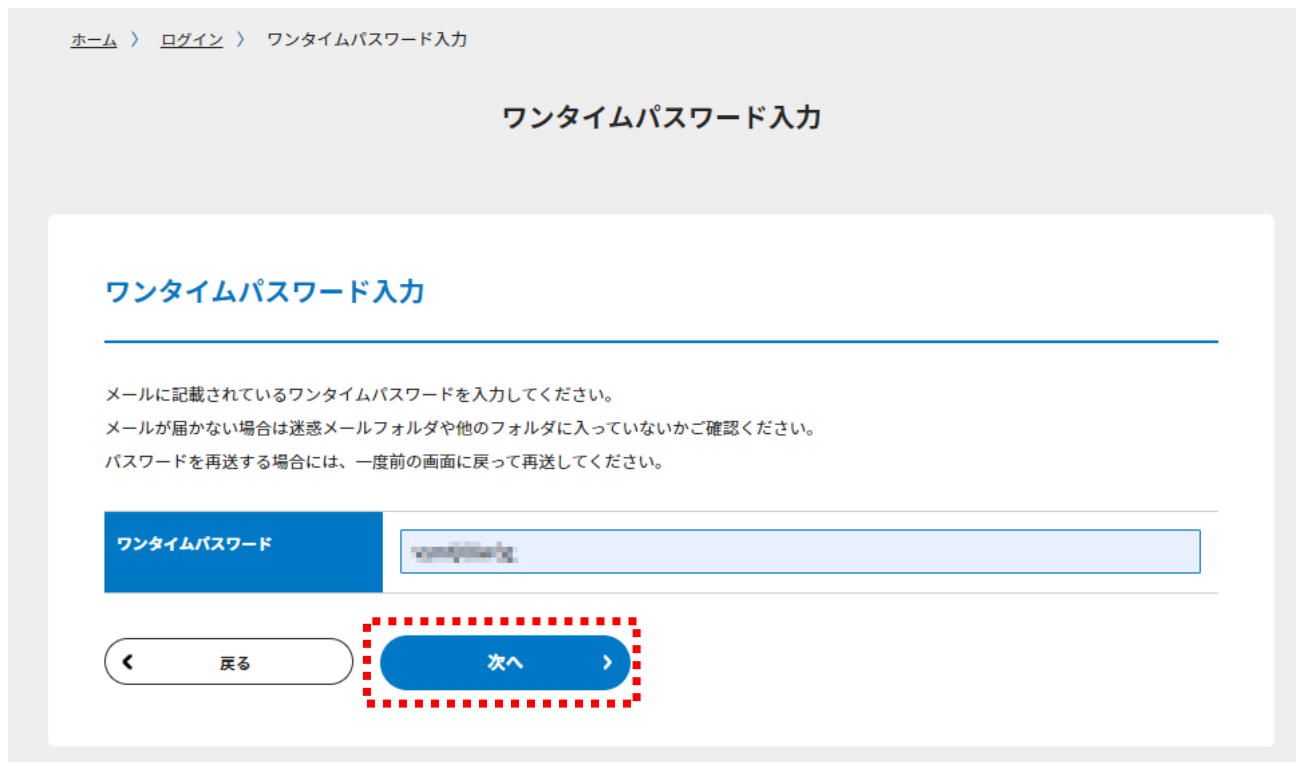 ホーム 〉 ログイン 〉 ワンタイムパスワード入力
ワンタイムパスワード入力
ワンタイムパスワード入力
メールに記載されているワンタイムパスワードを入力してください。
メールが届かない場合は迷惑メールフォルダや他のフォルダに入っていないかご確認ください。
パスワードを再送する場合には、一度前の画面に戻って再送してください。
ワンタイムパスワード
戻る
次へ